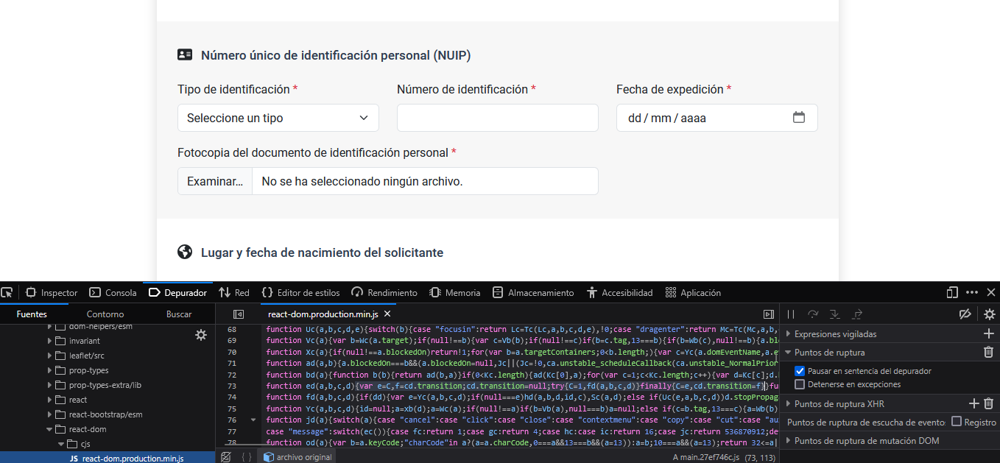 Número único de identificación personal (NUIP)
Tipo de identificación *
Número de identificación *
Fecha de expedición *
Seleccione un tipo
dd / mm / aaaa
Fotocopia del documento de identificación personal *
Examinar... No se ha seleccionado ningún archivo.
Lugar y fecha de nacimiento del solicitante
Inspector Consola Depurador Red Editor de estilos Rendimiento Memoria Almacenamiento Accesibilidad Aplicación
Fuentes Contorno Buscar
dom-helpers/esm
invariant
leaflet/src
prop-types
prop-types-extra/lib
react
react-bootstrap/esm
react-dom
cjs
JS react-dom.production.min.js
react-dom.production.min.js
68 function Uc(a,b,c,d,e){switch(b){case "focusin":return Lc=Tc(Lc,a,b,c,d,e),!0;case "dragenter":return Mc=Tc(Mc,a,b,
69 function Vc(a){var b=Wc(a.target);if(null!==b){var c=Vb(b);if(null!==c)if(b=c.tag,13===b){if(b=Wb(c),null!==b){a.bl
70 function Xc(a){if(null!==a.blockedOn)return!1;for(var b=a.targetContainers;0<b.length;){var c=Yc(a.domEventName,a.e
71 function ad(a,b){a.blockedOn===b&&(a.blockedOn=null,Jc||(Jc=!0,ca.unstable_scheduleCallback(ca.unstable_NormalPrior
72 function bd(a){function b(b){return ad(b,a)}if(0<Kc.length){ad(Kc[0],a);for(var c=1;c<Kc.length;c++){var d=Kc[c];d.
73 function ed(a,b,c,d){var e=C,f=cd.transition;cd.transition=null;try{C=1,fd(a,b,c,d)}finally{C=e,cd.transition=f}}fu
74 function fd(a,b,c,d){if(dd){var e=Yc(a,b,c,d);if(null===e)hd(a,b,d,id,c),Sc(a,d);else if(Uc(e,a,b,c,d))d.stopPropag
75 function Yc(a,b,c,d){id=null;a=xb(d);a=Wc(a);if(null!==a)if(b=Vb(a),null===b)a=null;else if(c=b.tag,13===c){a=Wb(b)
76 function jd(a){switch(a){case "cancel":case "click":case "close":case "contextmenu":case "copy":case "cut":case "au
77 case "message":switch(ec()){case fc:return 1;case gc:return 4;case hc:case ic:return 16;case jc:return 536870912;de
78 function od(a){var b=a.keyCode;"charCode"in a?(a=a.charCode,0===a&&13===b&&(a=13)):a=b;10===a&&(a=13);return 32<=a|
{ } archivo original
A main.27ef746c.js (73, 113)
Expresiones vigiladas
Puntos de ruptura
Pausar en sentencia del depurador
Detenerse en excepciones
Puntos de ruptura XHR
Puntos de ruptura de escucha de evento: Registro
Puntos de ruptura de mutación DOM